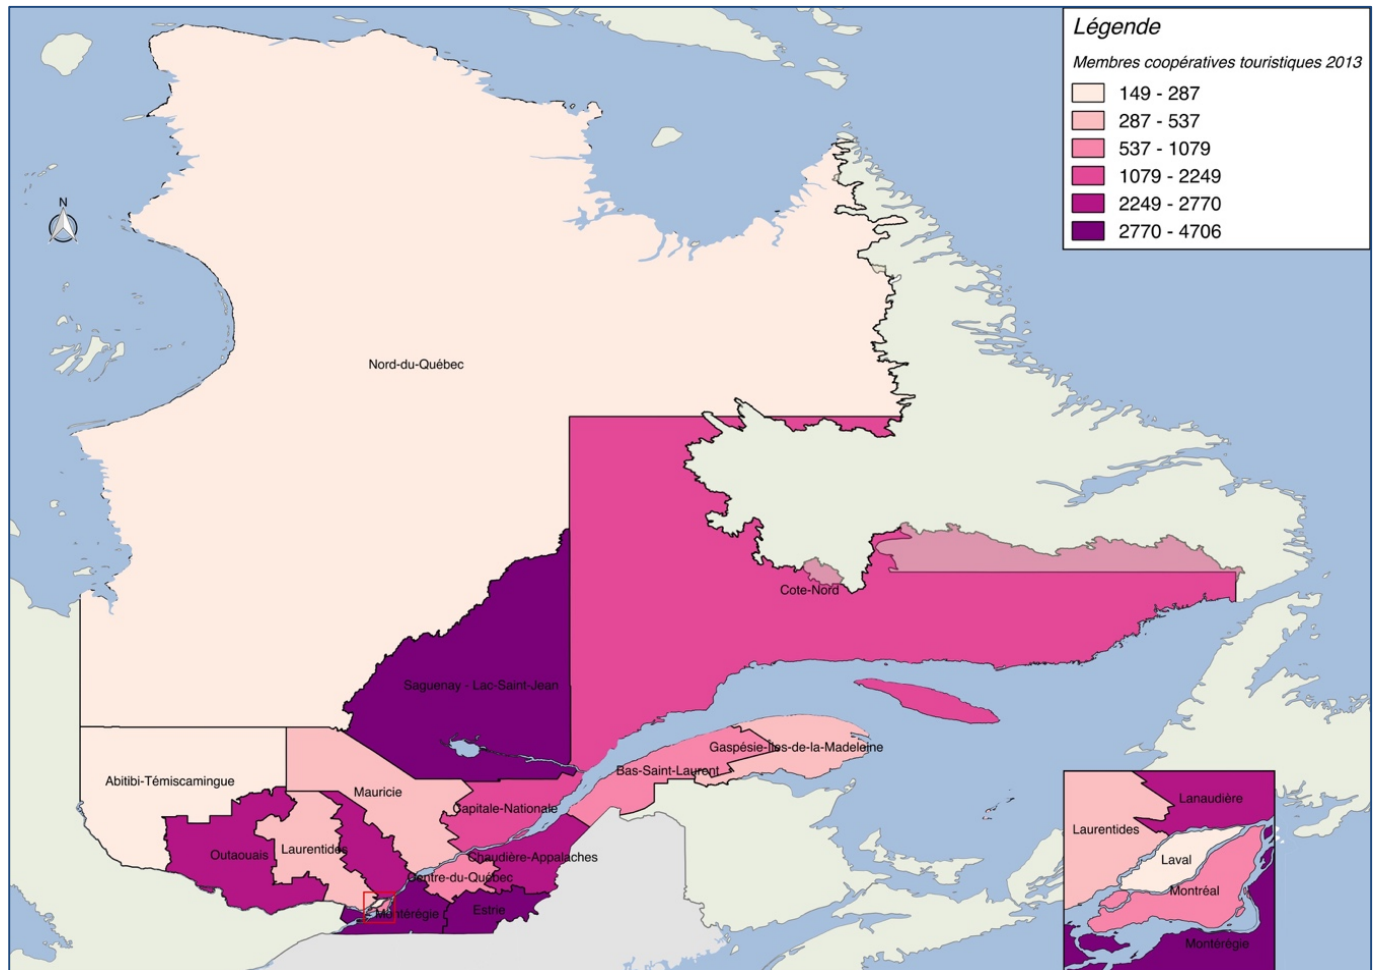 Légende
Membres coopératives touristiques 2013
149 - 287
287 - 537
537 - 1079
1079 - 2249
2249 - 2770
2770 - 4706
N
Nord-du-Québec
Cote-Nord
Saguenay - Lac-Saint-Jean
Gaspésie-Iles-de-la-Madeleine
Bas-Saint-Laurent
Abitibi-Témiscamingue
Mauricie
Capitale-Nationale
Outaouais
Laurentides
Chaudière-Appalaches
Centre-du-Québec
Montérégie
Estrie
Lanaudière
Laurentides
Laval
Montréal
Montérégie